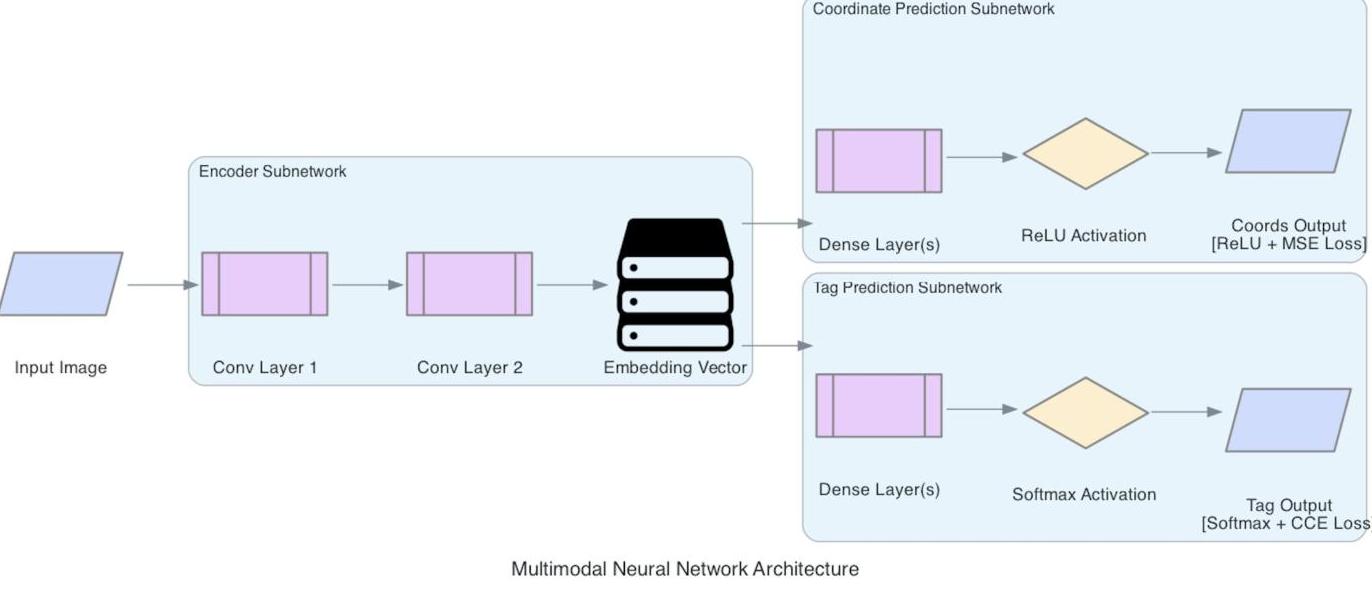 Coordinate Prediction Subnetwork
Dense Layer(s)
ReLU Activation
Coords Output
[ReLU + MSE Loss]
Encoder Subnetwork
Input Image
Conv Layer 1
Conv Layer 2
Embedding Vector
Tag Prediction Subnetwork
Dense Layer(s)
Softmax Activation
Tag Output
[Softmax + CCE Loss
Multimodal Neural Network Architecture